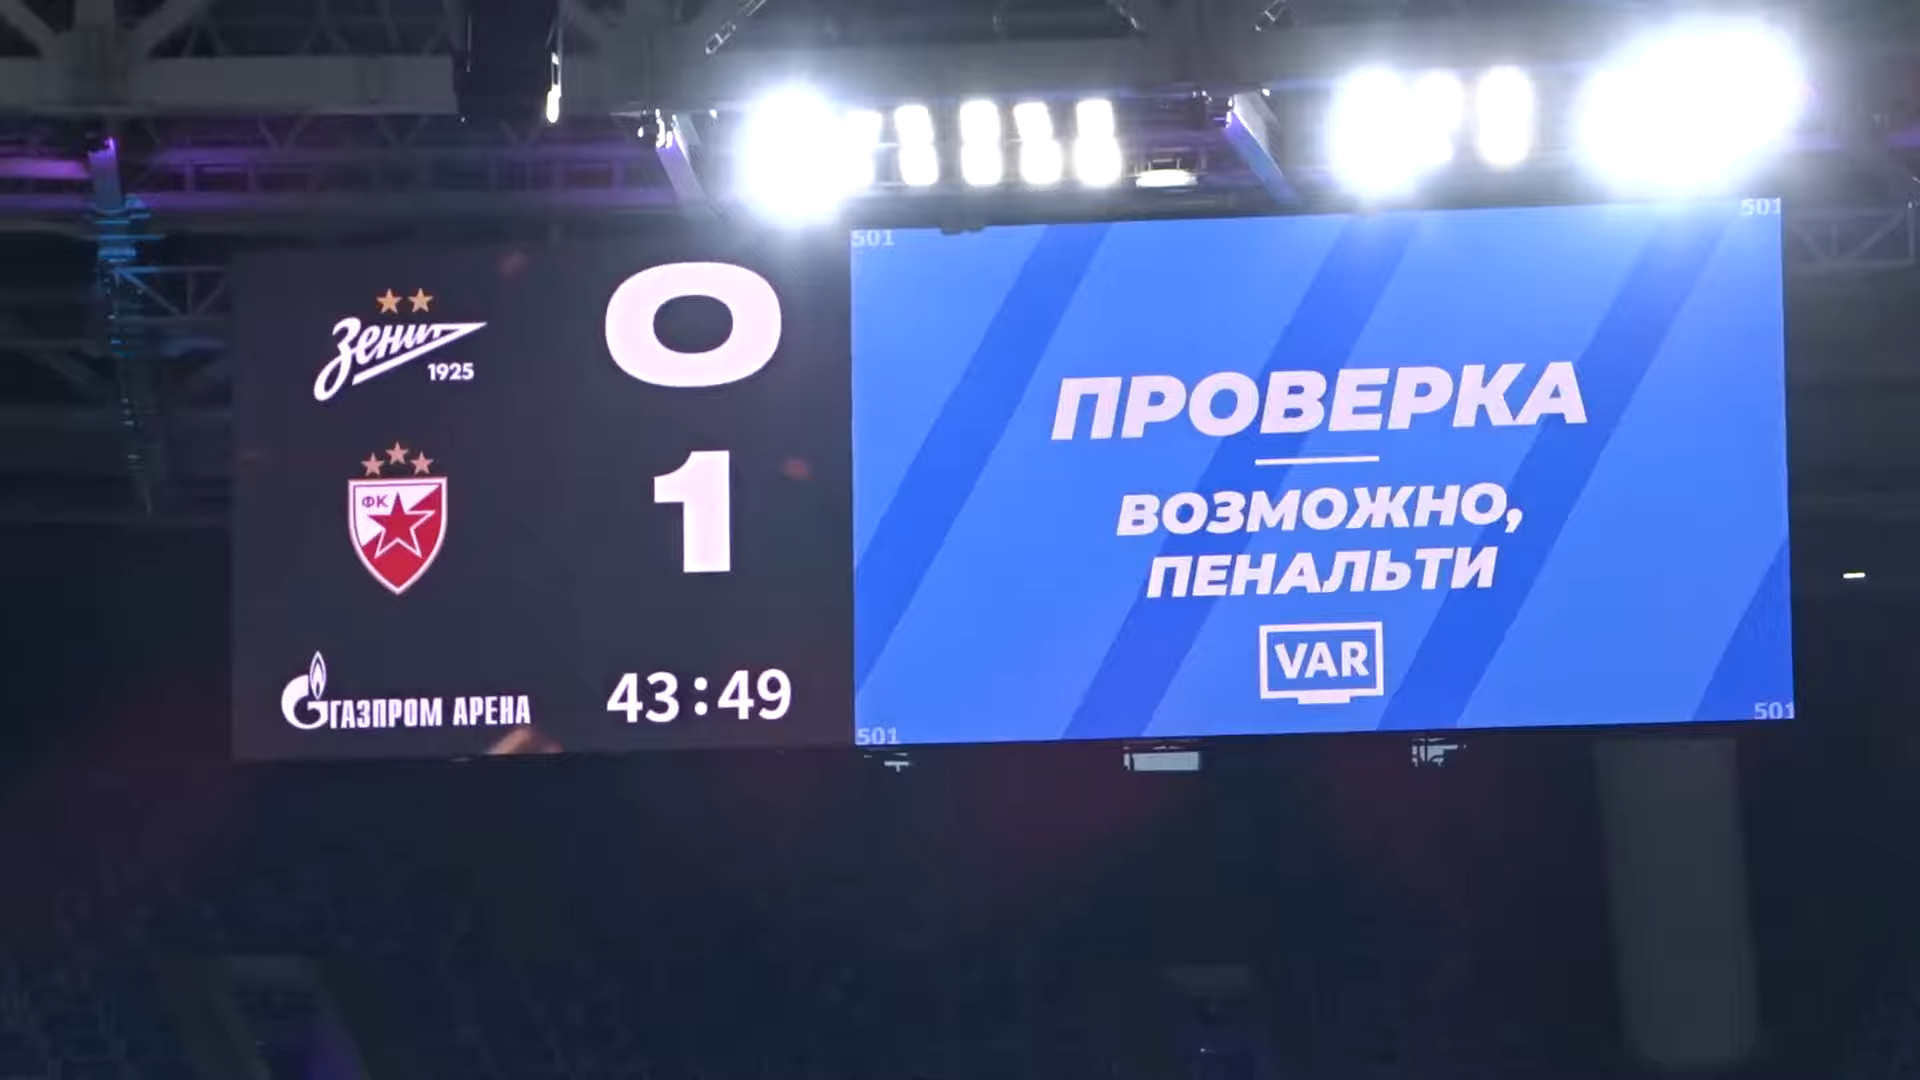 501
501
Зенит
1925
0
ФК
1
ГАЗПРОМ АРЕНА
43:49
ПРОВЕРКА
ВОЗМОЖНО,
ПЕНАЛЬТИ
VAR
501
501